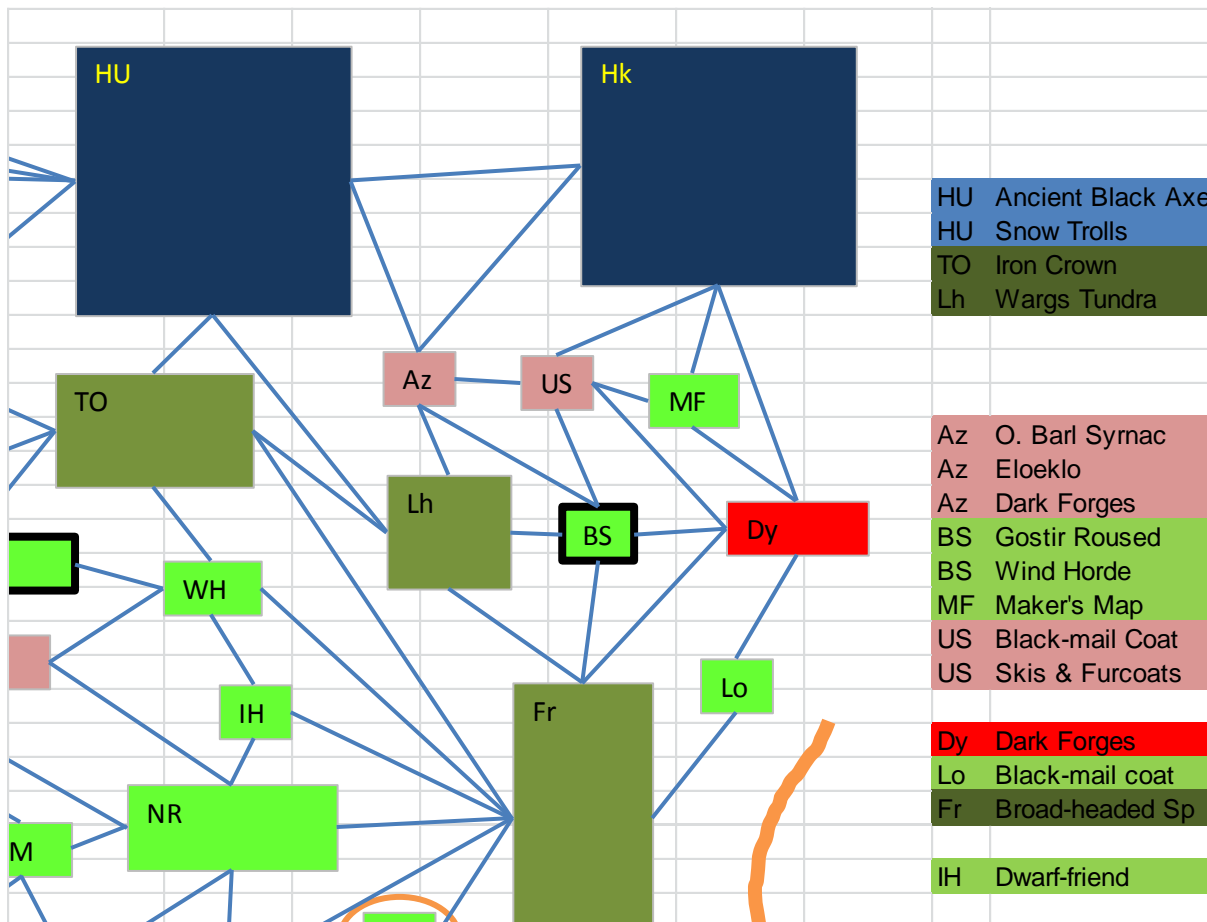 HU
Hk
HU Ancient Black Axe
HU Snow Trolls
TO Iron Crown
Lh Wargs Tundra
Az
US
MF
TO
Az O. Barl Syrnac
Az Eloeklo
Az Dark Forges
Lh
BS
Dy
BS Gostir Roused
BS Wind Horde
WH
MF Maker's Map
US Black-mail Coat
US Skis & Furcoats
Lo
IH
Fr
Dy Dark Forges
Lo Black-mail coat
NR
Fr Broad-headed Sp
M
IH Dwarf-friend